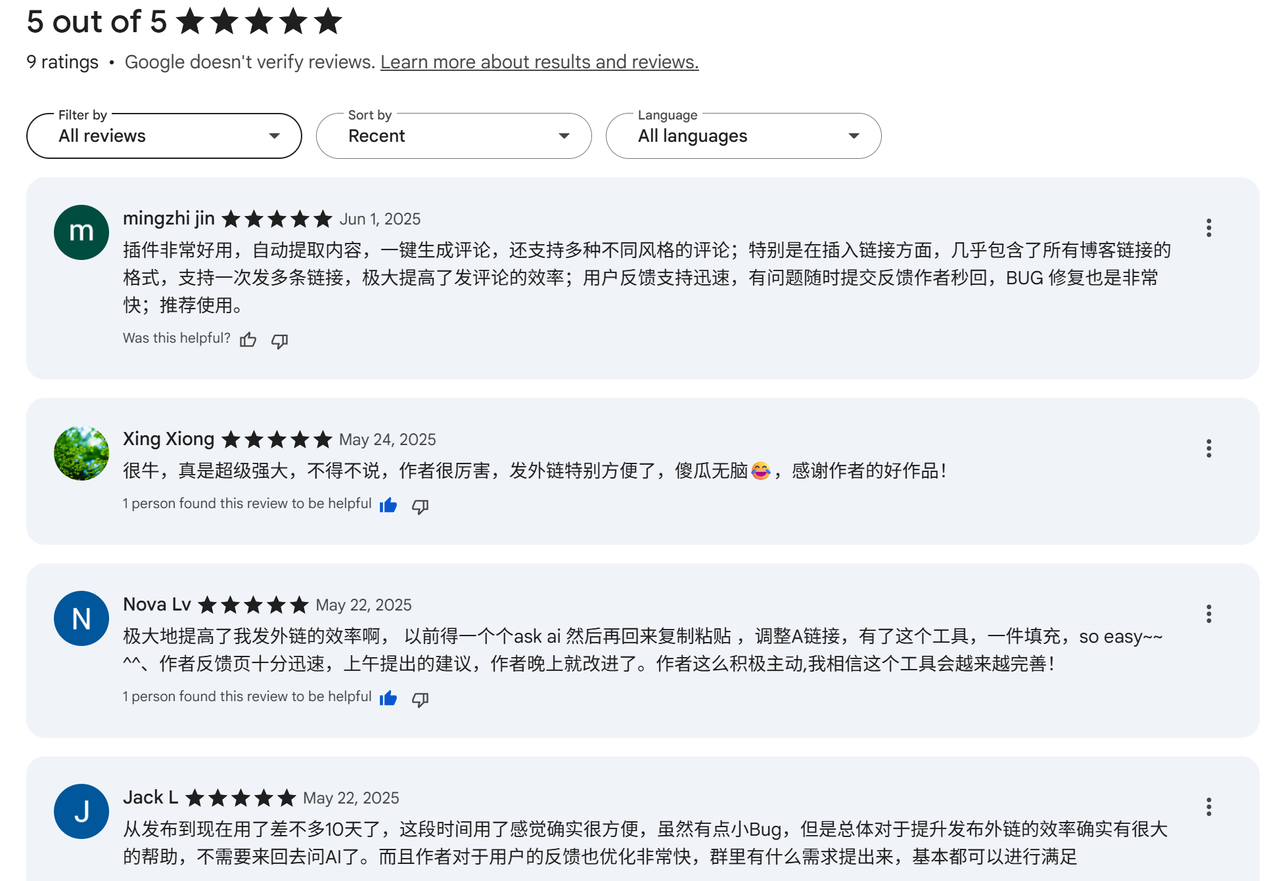 5 out of 5 ★★★★★
9 ratings • Google doesn't verify reviews. Learn more about results and reviews.
Filter by
All reviews
Sort by
Recent
Language
All languages
m
mingzhi jin ★★★★★ Jun 1, 2025
插件非常好用，自动提取内容，一键生成评论，还支持多种不同风格的评论；特别是在插入链接方面，几乎包含了所有博客链接的
格式，支持一次发多条链接，极大提高了发评论的效率；用户反馈支持迅速，有问题随时提交反馈作者秒回，BUG 修复也是非常
快；推荐使用。
Was this helpful?
Xing Xiong ★★★★★ May 24, 2025
很牛，真是超级强大，不得不说，作者很厉害，发外链特别方便了，傻瓜无脑😂，感谢作者的好作品！
1 person found this review to be helpful
N
Nova Lv ★★★★★ May 22, 2025
极大地提高了我发外链的效率啊， 以前得一个个ask ai 然后再回来复制粘贴 ，调整A链接，有了这个工具，一件填充，so easy~~
^^、作者反馈页十分迅速，上午提出的建议，作者晚上就改进了。作者这么积极主动,我相信这个工具会越来越完善！
1 person found this review to be helpful
J
Jack L ★★★★★ May 22, 2025
从发布到现在用了差不多10天了，这段时间用了感觉确实很方便，虽然有点小Bug，但是总体对于提升发布外链的效率确实有很大
的帮助，不需要来回去问AI了。而且作者对于用户的反馈也优化非常快，群里有什么需求提出来，基本都可以进行满足